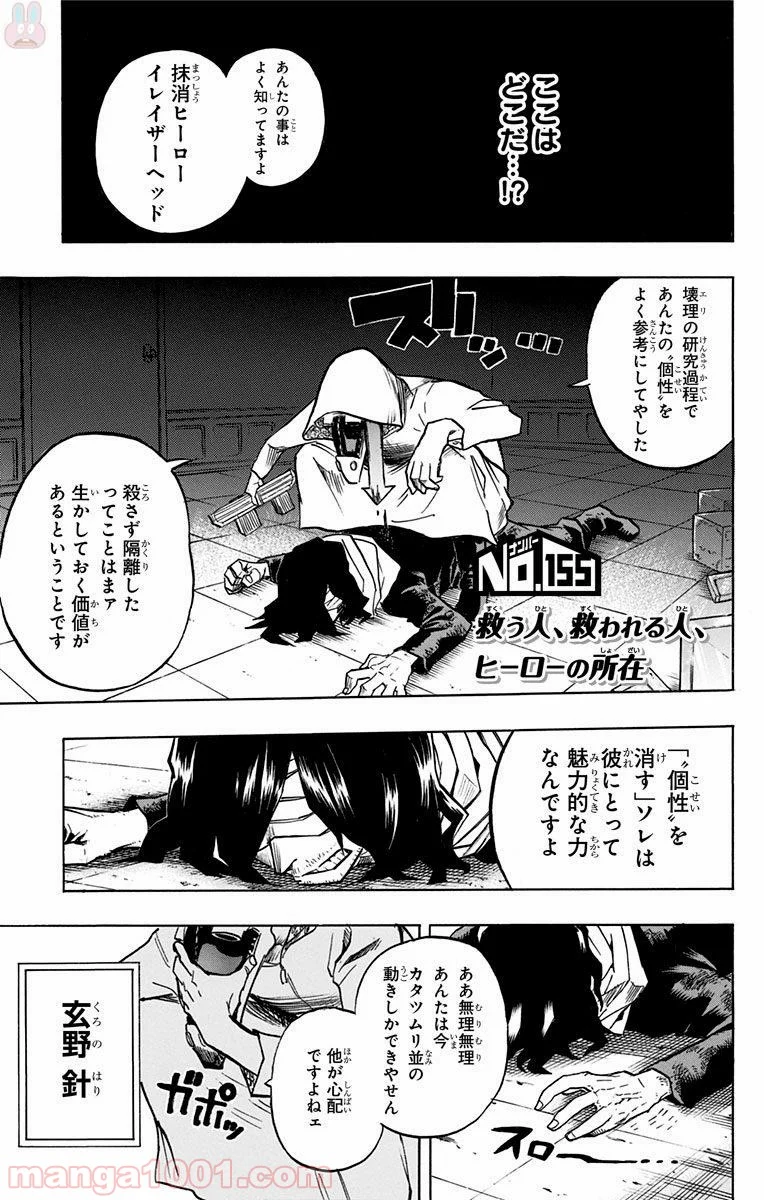 ここは
どこだ…!?
あんたの事は
よく知ってますよ
抹消ヒーロー
イレイザーヘッド
壊理の研究過程で
あんたの〝個性〟を
よく参考にしてやした
ズズッ…
殺さず隔離した
ってことはまァ
生かしておく価値が
あるということです
No.155
救う人、救われる人、
ヒーローの所在
「〝個性〟を
消す」ソレは
彼にとって
魅力的な力
なんですよ
スロー…
ああ無理無理
あんたは今
カタツムリ並の
動きしかできやせん
他が心配
ですよねェ
ガポッ
玄野 針
manga1001.com